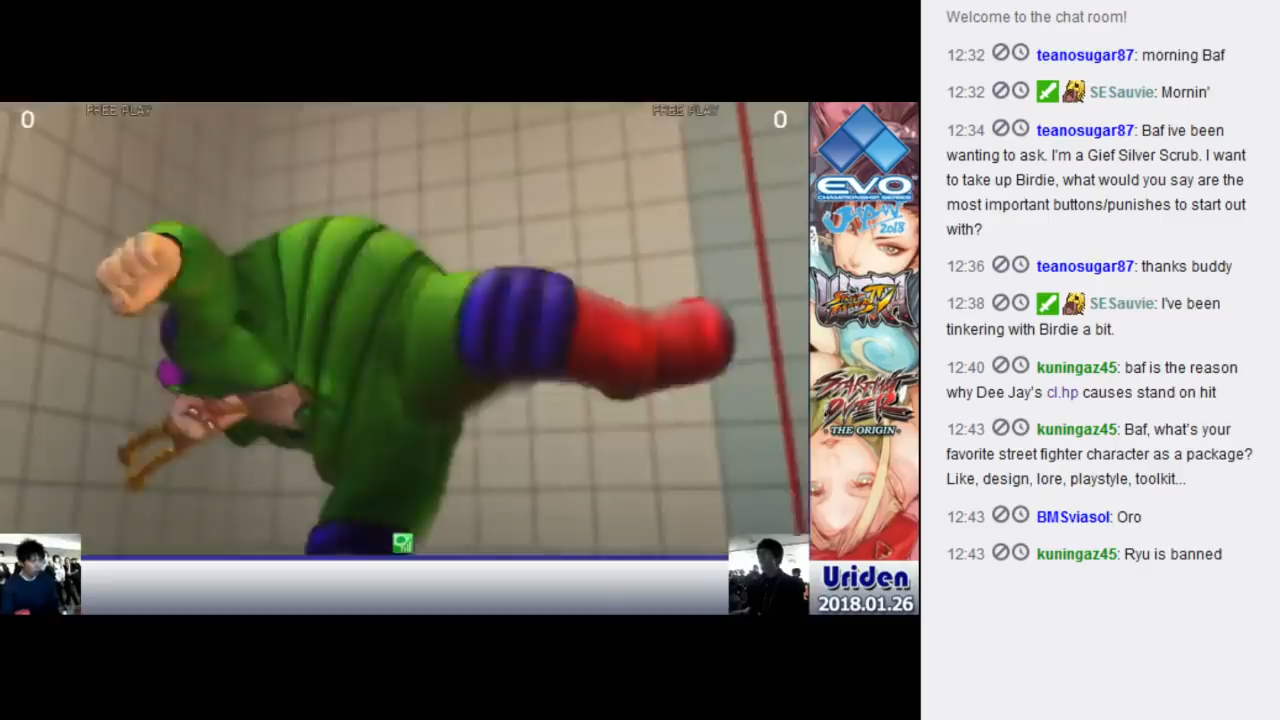 0
FREE PLAY
FREE PLAY
0
EVO
CHAMPIONSHIP SERIES
JAPAN
2018
ULTRA
STREET FIGHTER IV
- THE ORIGIN -
Uriden
2018.01.26
Welcome to the chat room!
12:32 teanosugar87: morning Baf
12:32 SESauvie: Mornin'
12:34 teanosugar87: Baf ive been
wanting to ask. I'm a Gief Silver Scrub. I want
to take up Birdie, what would you say are the
most important buttons/punishes to start out
with?
12:36 teanosugar87: thanks buddy
12:38 SESauvie: I've been
tinkering with Birdie a bit.
12:40 kuningaz45: baf is the reason
why Dee Jay's cl.hp causes stand on hit
12:43 kuningaz45: Baf, what's your
favorite street fighter character as a package?
Like, design, lore, playstyle, toolkit...
12:43 BMSviasol: Oro
12:43 kuningaz45: Ryu is banned